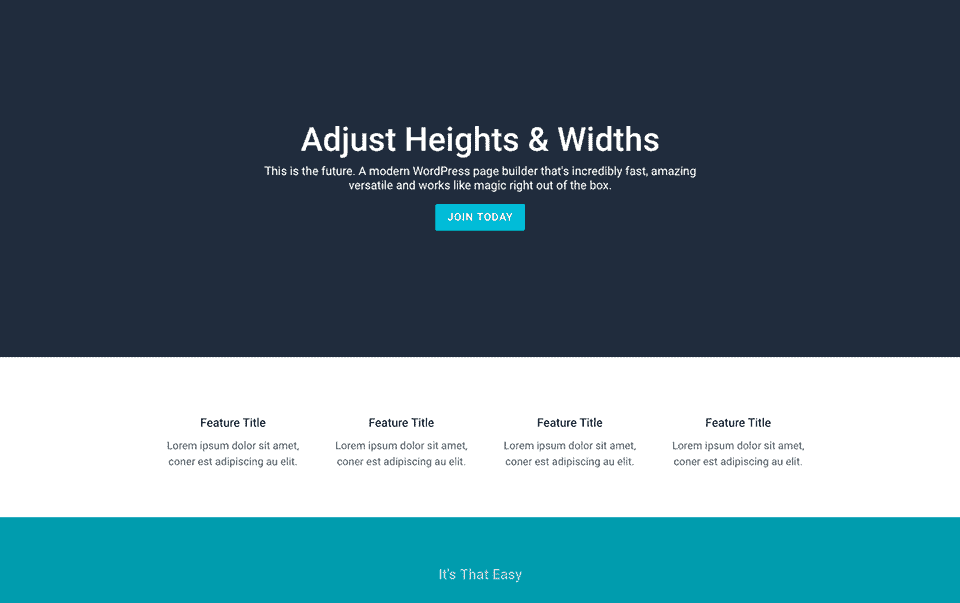 Adjust Heights & Widths
This is the future. A modern WordPress page builder that's incredibly fast, amazing
versatile and works like magic right out of the box.
JOIN TODAY
Feature Title
Lorem ipsum dolor sit amet,
coner est adipiscing au elit.
Feature Title
Lorem ipsum dolor sit amet,
coner est adipiscing au elit.
Feature Title
Lorem ipsum dolor sit amet,
coner est adipiscing au elit.
Feature Title
Lorem ipsum dolor sit amet,
coner est adipiscing au elit.
It's That Easy